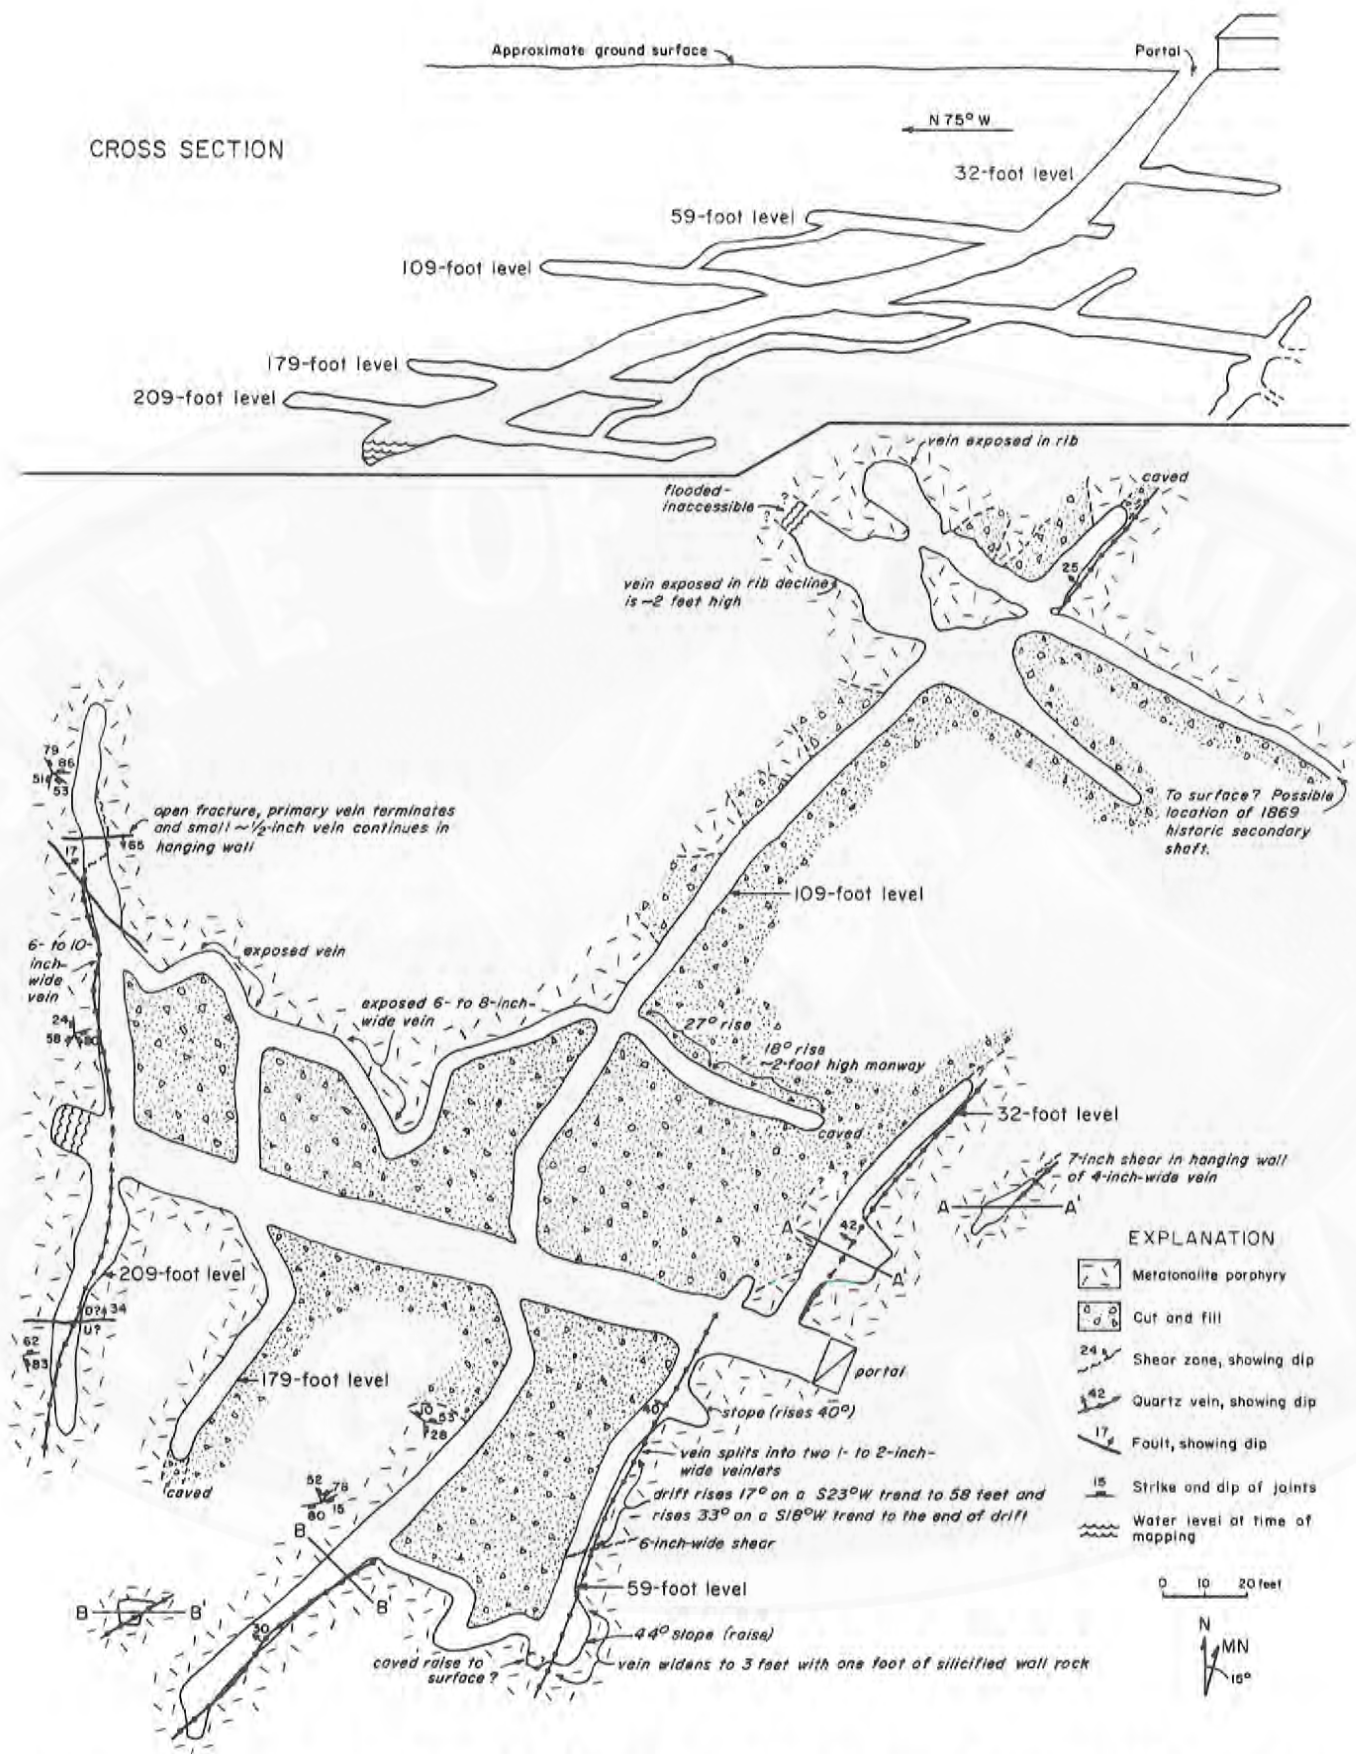 Approximate ground surface
Portal
N 75° W
CROSS SECTION
32-foot level
59-foot level
109-foot level
179-foot level
209-foot level
vein exposed in rib
flooded-
inaccessible
?
?
caved
25
vein exposed in rib decline
is ~2 feet high
To surface? Possible
location of 1869
historic secondary
shaft.
79
86
51
53
open fracture, primary vein terminates
and small ~1/2-inch vein continues in
hanging wall
17
65
109-foot level
6- to 10-
inch-
wide
vein
exposed vein
exposed 6- to 8-inch-
wide vein
24
58
80
27° rise
18° rise
~2-foot high manway
caved
32-foot level
7-inch shear in hanging wall
of 4-inch-wide vein
A
A'
? ?
A
42
A'
EXPLANATION
Metatonalite porphyry
Cut and fill
24
Shear zone, showing dip
42
Quartz vein, showing dip
17
Fault, showing dip
15
Strike and dip of joints
Water level at time of
mapping
209-foot level
D?
34
U?
62
83
179-foot level
portal
stope (rises 40°)
40
10
53
28
vein splits into two 1- to 2-inch-
wide veinlets
drift rises 17° on a S23°W trend to 58 feet and
rises 33° on a S18°W trend to the end of drift
6-inch-wide shear
caved
52
78
15
80
B
B'
B
B'
30
59-foot level
44° slope (raise)
caved raise to
surface?
vein widens to 3 feet with one foot of silicified wall rock
0 10 20 feet
N
MN
15°